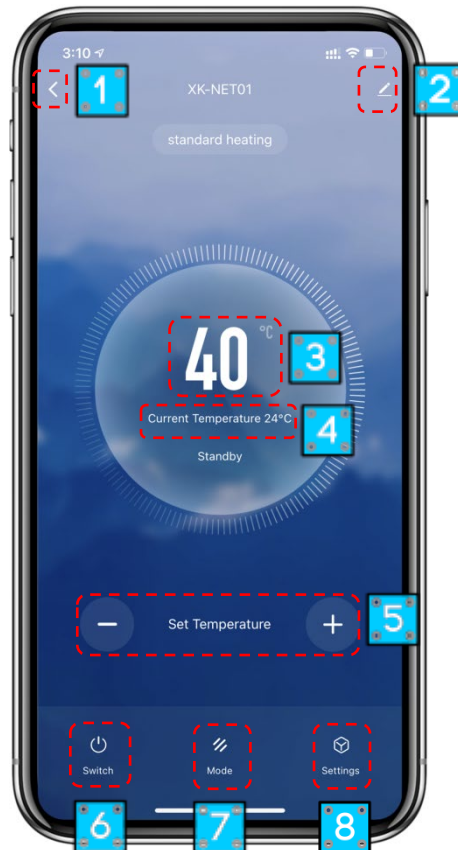 3:10
1
XK-NET01
2
standard heating
40 °C
3
Current Temperature 24°C
4
Standby
− Set Temperature +
5
Switch
Mode
Settings
6
7
8